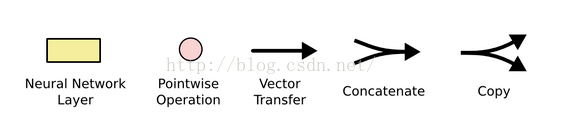 http://blog.csdn.net/
Neural Network
Layer
Pointwise
Operation
Vector
Transfer
Concatenate
Copy